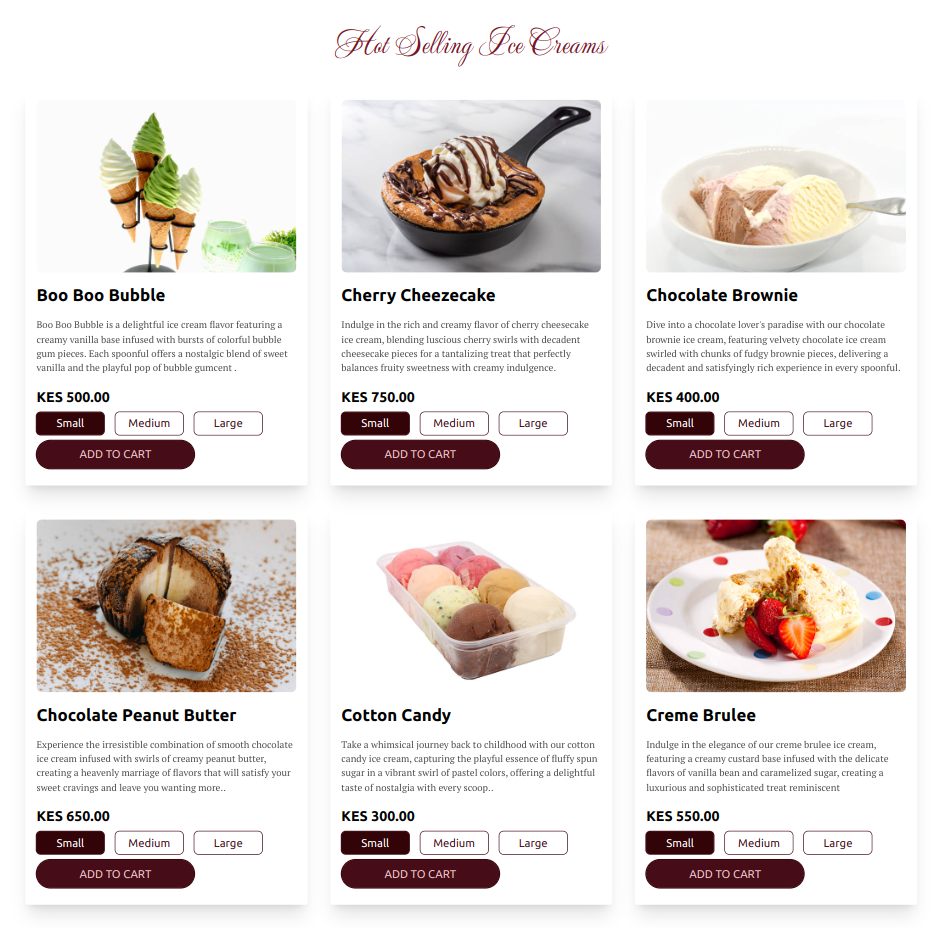 Hot Selling Ice Creams
Boo Boo Bubble
Boo Boo Bubble is a delightful ice cream flavor featuring a
creamy vanilla base infused with bursts of colorful bubble
gum pieces. Each spoonful offers a nostalgic blend of sweet
vanilla and the playful pop of bubble gumcent .
KES 500.00
Small Medium Large
ADD TO CART
Cherry Cheezecake
Indulge in the rich and creamy flavor of cherry cheesecake
ice cream, blending luscious cherry swirls with decadent
cheesecake pieces for a tantalizing treat that perfectly
balances fruity sweetness with creamy indulgence.
KES 750.00
Small Medium Large
ADD TO CART
Chocolate Brownie
Dive into a chocolate lover's paradise with our chocolate
brownie ice cream, featuring velvety chocolate ice cream
swirled with chunks of fudgy brownie pieces, delivering a
decadent and satisfyingly rich experience in every spoonful.
KES 400.00
Small Medium Large
ADD TO CART
Chocolate Peanut Butter
Experience the irresistible combination of smooth chocolate
ice cream infused with swirls of creamy peanut butter,
creating a heavenly marriage of flavors that will satisfy your
sweet cravings and leave you wanting more..
KES 650.00
Small Medium Large
ADD TO CART
Cotton Candy
Take a whimsical journey back to childhood with our cotton
candy ice cream, capturing the playful essence of fluffy spun
sugar in a vibrant swirl of pastel colors, offering a delightful
taste of nostalgia with every scoop..
KES 300.00
Small Medium Large
ADD TO CART
Creme Brulee
Indulge in the elegance of our creme brulee ice cream,
featuring a creamy custard base infused with the delicate
flavors of vanilla bean and caramelized sugar, creating a
luxurious and sophisticated treat reminiscent
KES 550.00
Small Medium Large
ADD TO CART